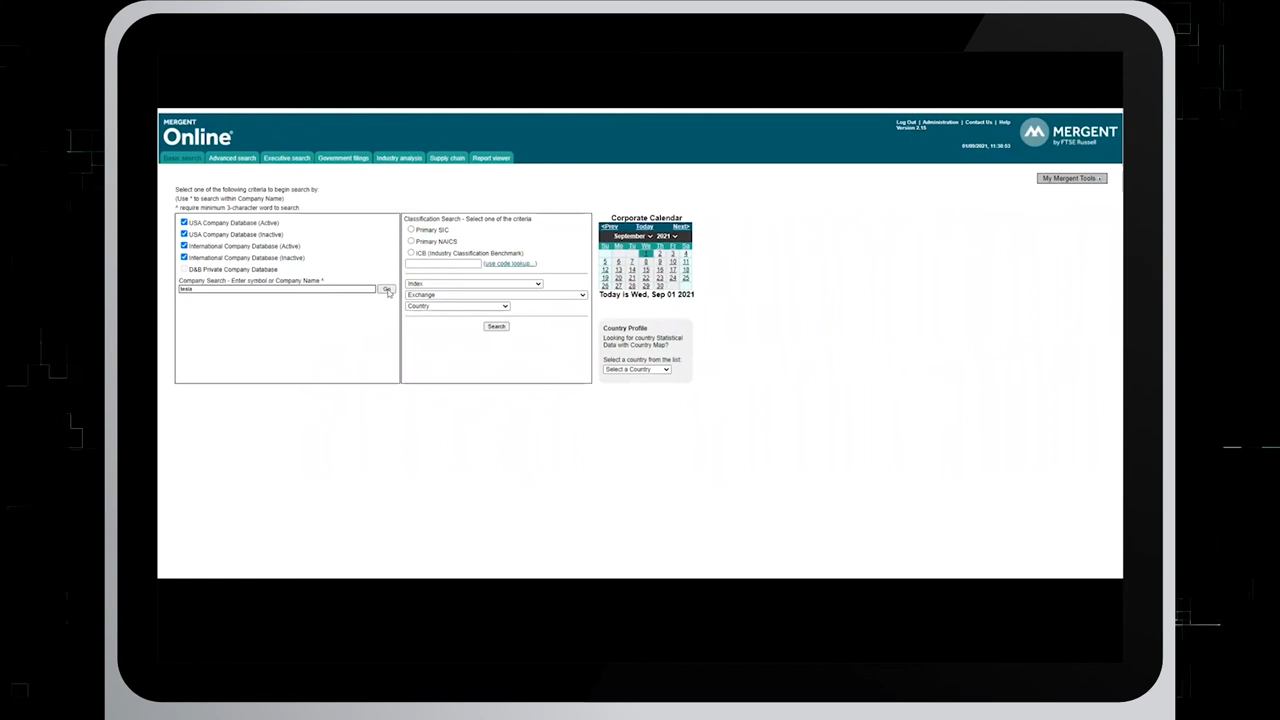 MERGENT
Online®
Log Out | Administration | Contact Us | Help
Version 2.15
01/09/2021, 11:38:53
MERGENT
by FTSE Russell
Basic search
Advanced search
Executive search
Government filings
Industry analysis
Supply chain
Report viewer
My Mergent Tools
Select one of the following criteria to begin search by:
(Use * to search within Company Name)
* require minimum 3-character word to search
USA Company Database (Active)
USA Company Database (Inactive)
International Company Database (Active)
International Company Database (Inactive)
D&B Private Company Database
Company Search - Enter symbol or Company Name *
tesla
Go
Classification Search - Select one of the criteria
Primary SIC
Primary NAICS
ICB (Industry Classification Benchmark)
(use code lookup...)
Index
Exchange
Country
Search
Corporate Calendar
<Prev Today Next>
September 2021
Su Mo Tu We Th Fr Sa
1 2 3 4
5 6 7 8 9 10 11
12 13 14 15 16 17 18
19 20 21 22 23 24 25
26 27 28 29 30
Today is Wed, Sep 01 2021
Country Profile
Looking for country Statistical
Data with Country Map?
Select a country from the list:
Select a Country